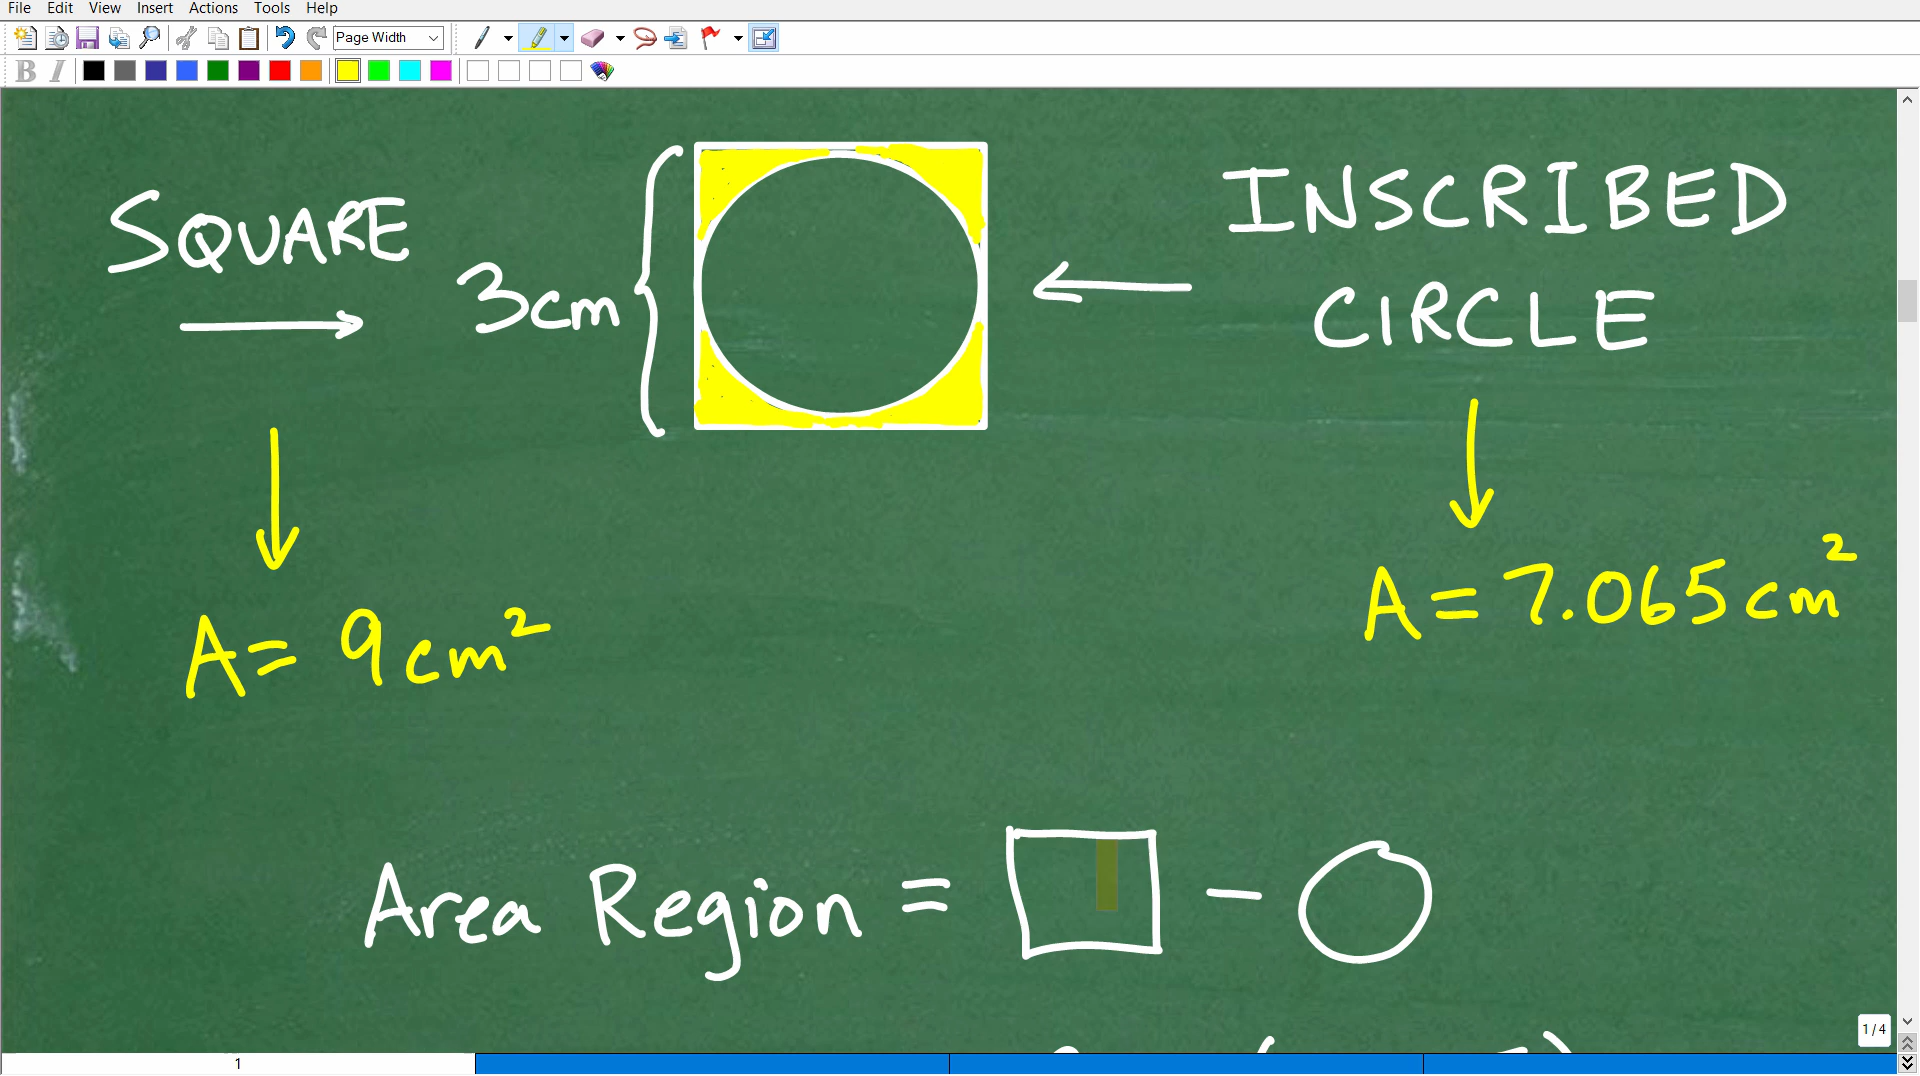 File Edit View Insert Actions Tools Help
Page Width
B I
SQUARE
3cm
INSCRIBED
CIRCLE
A = 9cm²
A = 7.065cm²
Area Region = □ - ○
1 / 4
1